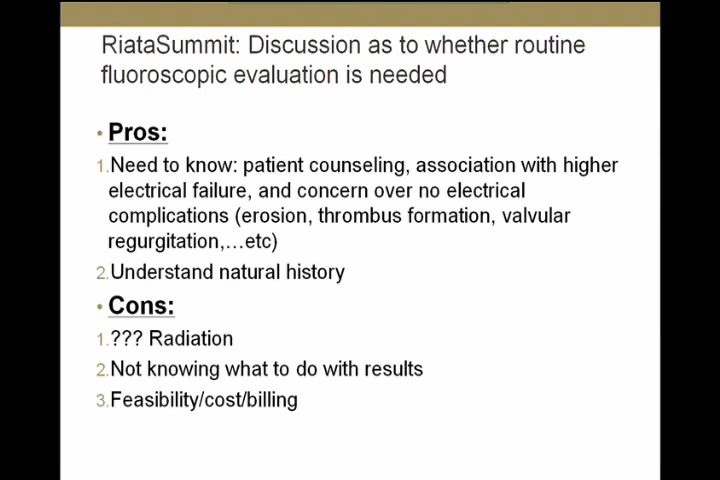 RiataSummit: Discussion as to whether routine
fluoroscopic evaluation is needed
• Pros:
1.Need to know: patient counseling, association with higher
electrical failure, and concern over no electrical
complications (erosion, thrombus formation, valvular
regurgitation,…etc)
2.Understand natural history
• Cons:
1.??? Radiation
2.Not knowing what to do with results
3.Feasibility/cost/billing